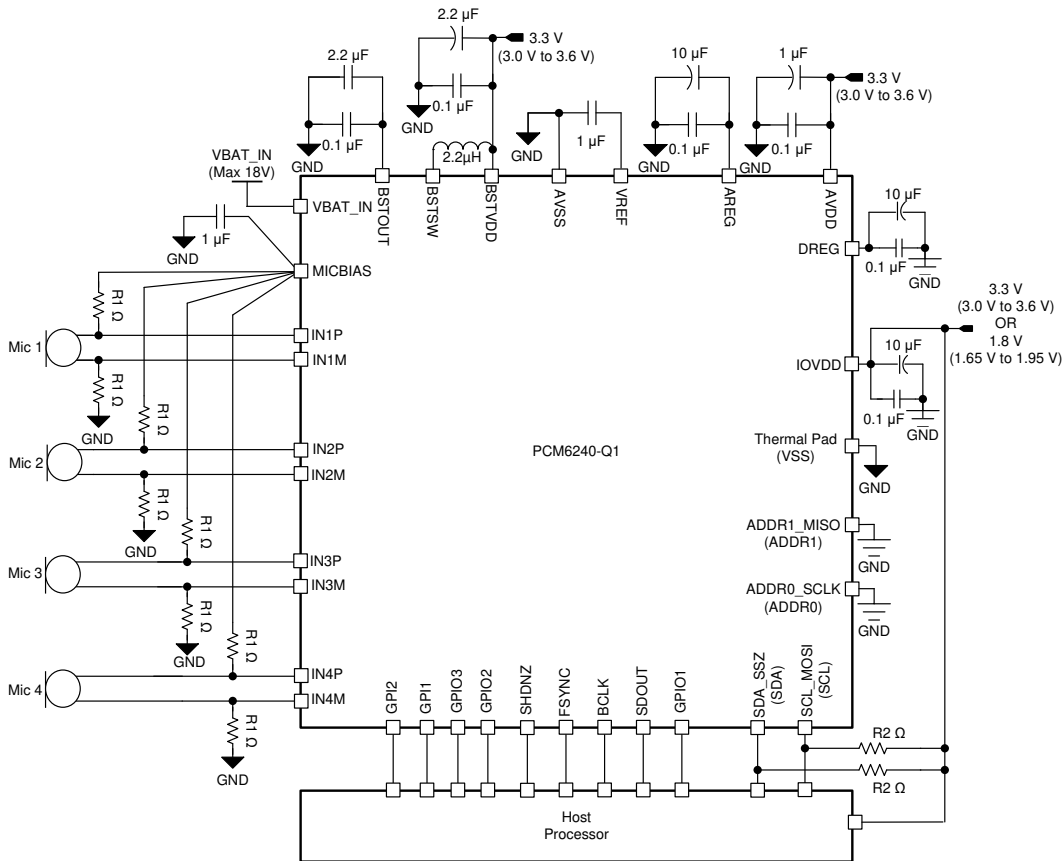 2.2 µF
3.3 V
(3.0 V to 3.6 V)
0.1 µF
GND
2.2 µF
0.1 µF
GND
2.2µH
GND
1 µF
10 µF
0.1 µF
GND
1 µF
3.3 V
(3.0 V to 3.6 V)
0.1 µF
GND
VBAT_IN
(Max 18V)
VBAT_IN
BSTOUT
BSTSW
BSTVDD
AVSS
VREF
AREG
AVDD
1 µF
GND
MICBIAS
10 µF
DREG
0.1 µF
GND
R1 Ω
Mic 1
IN1P
IN1M
R1 Ω
GND
3.3 V
(3.0 V to 3.6 V)
OR
1.8 V
(1.65 V to 1.95 V)
10 µF
IOVDD
0.1 µF
GND
R1 Ω
Mic 2
IN2P
IN2M
R1 Ω
GND
PCM6240-Q1
Thermal Pad
(VSS)
GND
R1 Ω
Mic 3
IN3P
IN3M
R1 Ω
GND
ADDR1_MISO
(ADDR1)
GND
ADDR0_SCLK
(ADDR0)
GND
R1 Ω
Mic 4
IN4P
IN4M
R1 Ω
GND
GPI2
GPI1
GPIO3
GPIO2
SHDNZ
FSYNC
BCLK
SDOUT
GPIO1
SDA_SSZ
(SDA)
SCL_MOSI
(SCL)
R2 Ω
R2 Ω
Host
Processor